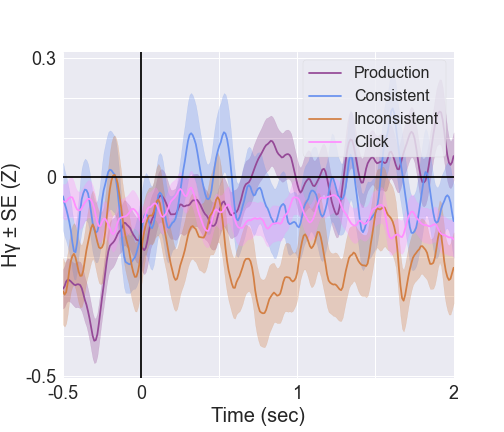 0.3
Production
Consistent
Inconsistent
Click
0
Hγ ± SE (Z)
-0.5
-0.5 0 1 2
Time (sec)